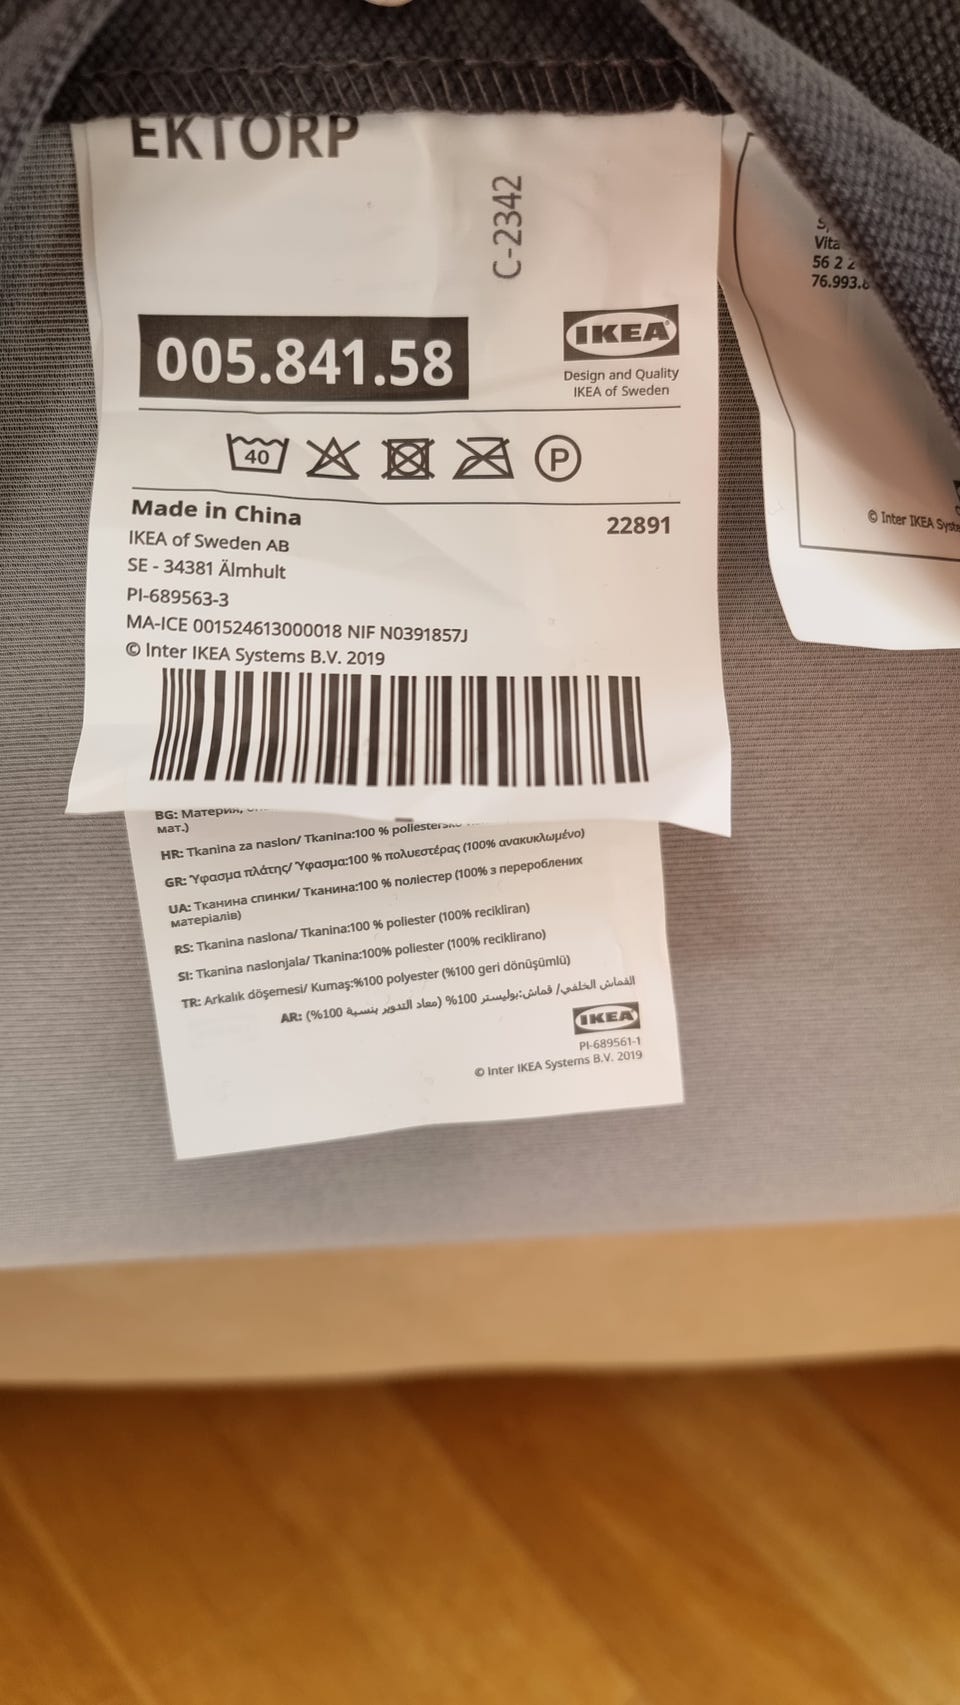 EKTORP
C-2342
005.841.58
IKEA
Design and Quality
IKEA of Sweden
40
P
Made in China
22891
IKEA of Sweden AB
SE - 34381 Älmhult
PI-689563-3
MA-ICE 001524613000018 NIF N0391857J
© Inter IKEA Systems B.V. 2019
BG: Материя,
мат.)
HR: Tkanina za naslon/ Tkanina:100 % poliestersko
GR: Ύφασμα πλάτης/ Ύφασμα:100 % πολυεστέρας (100% ανακυκλωμένο)
UA: Тканина спинки/ Тканина:100 % поліестер (100% з перероблених
матеріалів)
RS: Tkanina naslona/ Tkanina:100 % poliester (100% recikliran)
SI: Tkanina naslonjala/ Tkanina:100% poliester (100% reciklirano)
TR: Arkalık döşemesi/ Kumaş:%100 polyester (%100 geri dönüşümlü)
AR: القماش الخلفي/ قماش:بوليستر 100% (معاد التدوير بنسبة 100%)
IKEA
PI-689561-1
© Inter IKEA Systems B.V. 2019
Vita
56 2 2
76.993.
© Inter IKEA Syste